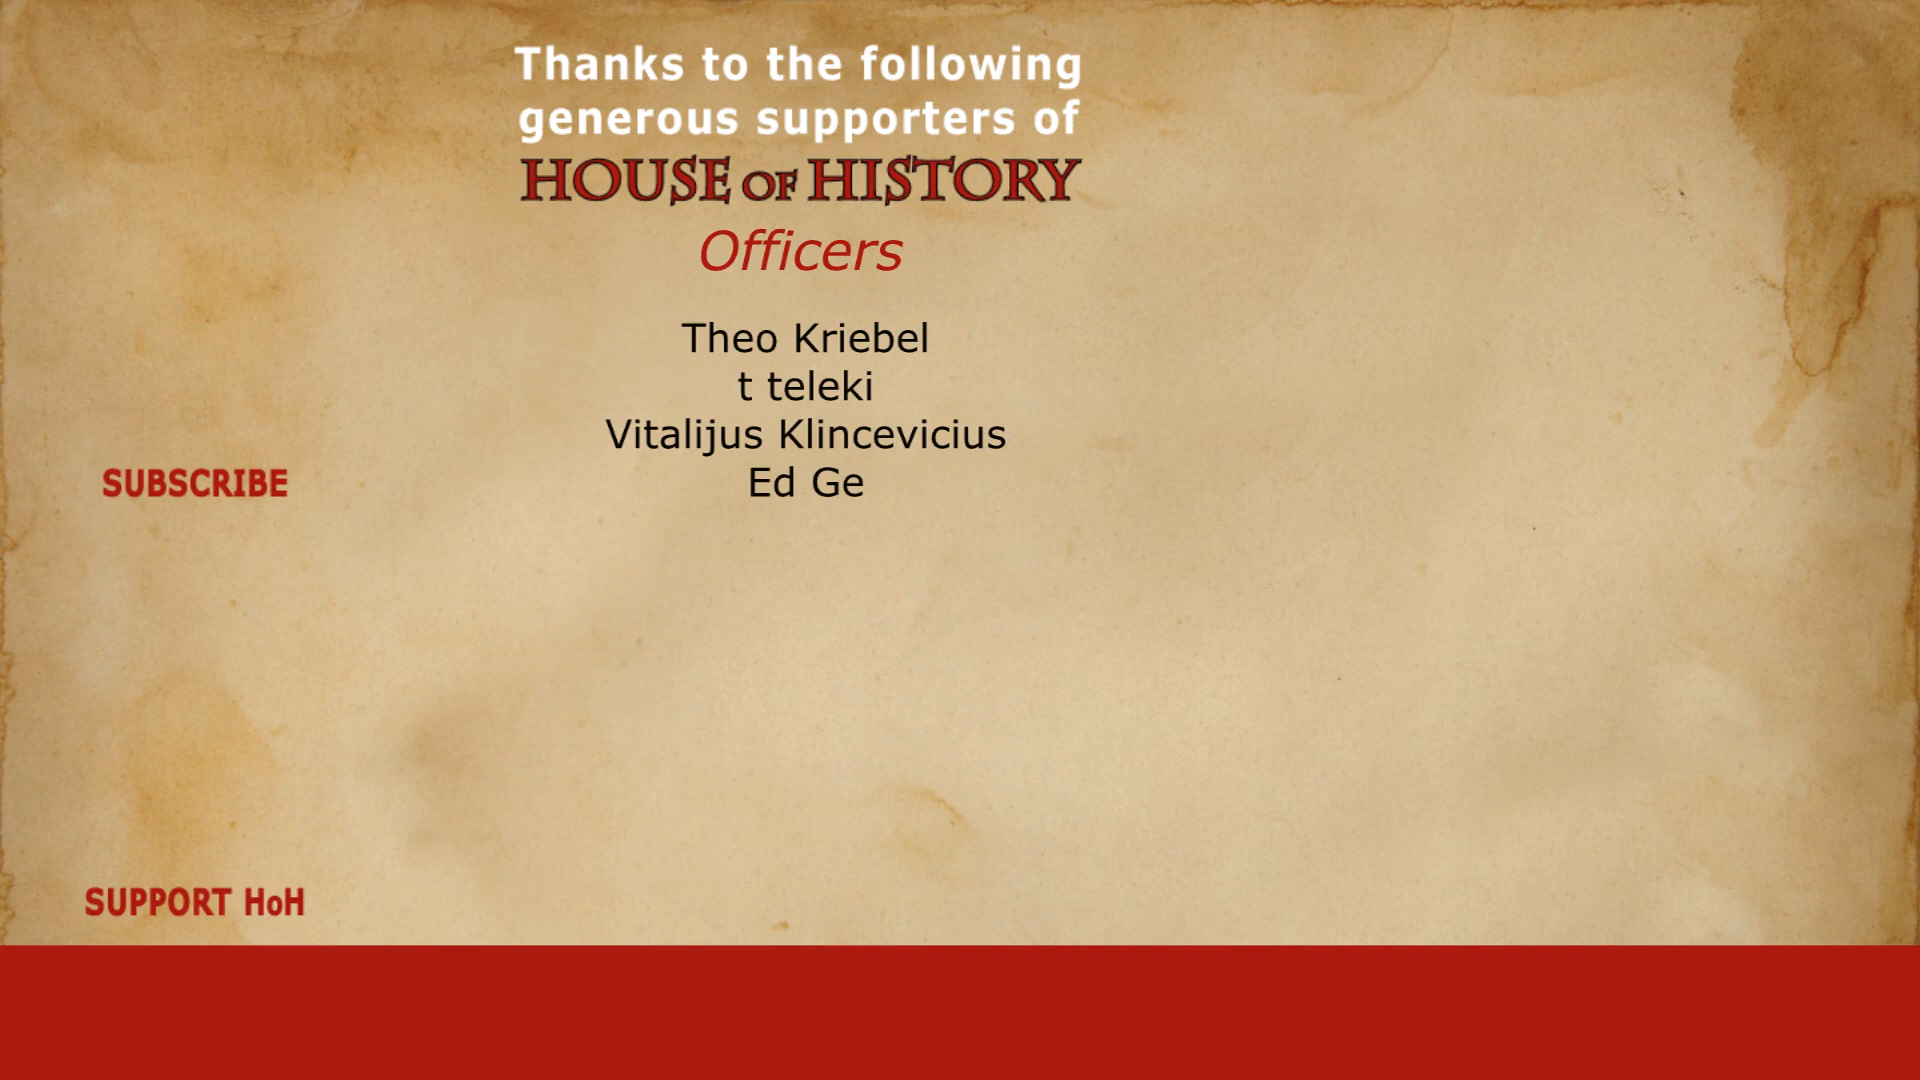 Thanks to the following
generous supporters of
HOUSE OF HISTORY
Officers
Theo Kriebel
t teleki
Vitalijus Klincevicius
Ed Ge
SUBSCRIBE
SUPPORT HoH